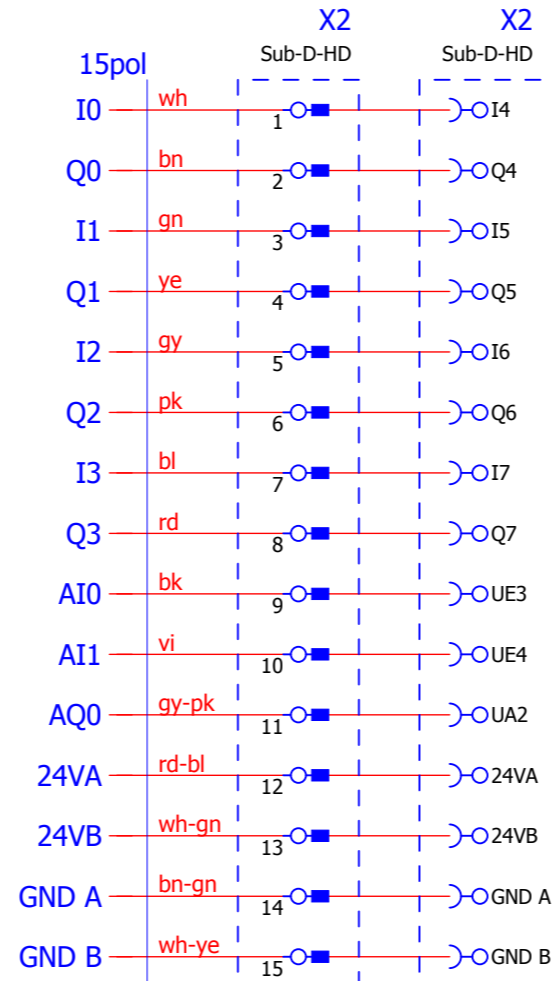 X2 X2
Sub-D-HD Sub-D-HD
15pol
I0 wh 1 I4
Q0 bn 2 Q4
I1 gn 3 I5
Q1 ye 4 Q5
I2 gy 5 I6
Q2 pk 6 Q6
I3 bl 7 I7
Q3 rd 8 Q7
AI0 bk 9 UE3
AI1 vi 10 UE4
AQ0 gy-pk 11 UA2
24VA rd-bl 12 24VA
24VB wh-gn 13 24VB
GND A bn-gn 14 GND A
GND B wh-ye 15 GND B